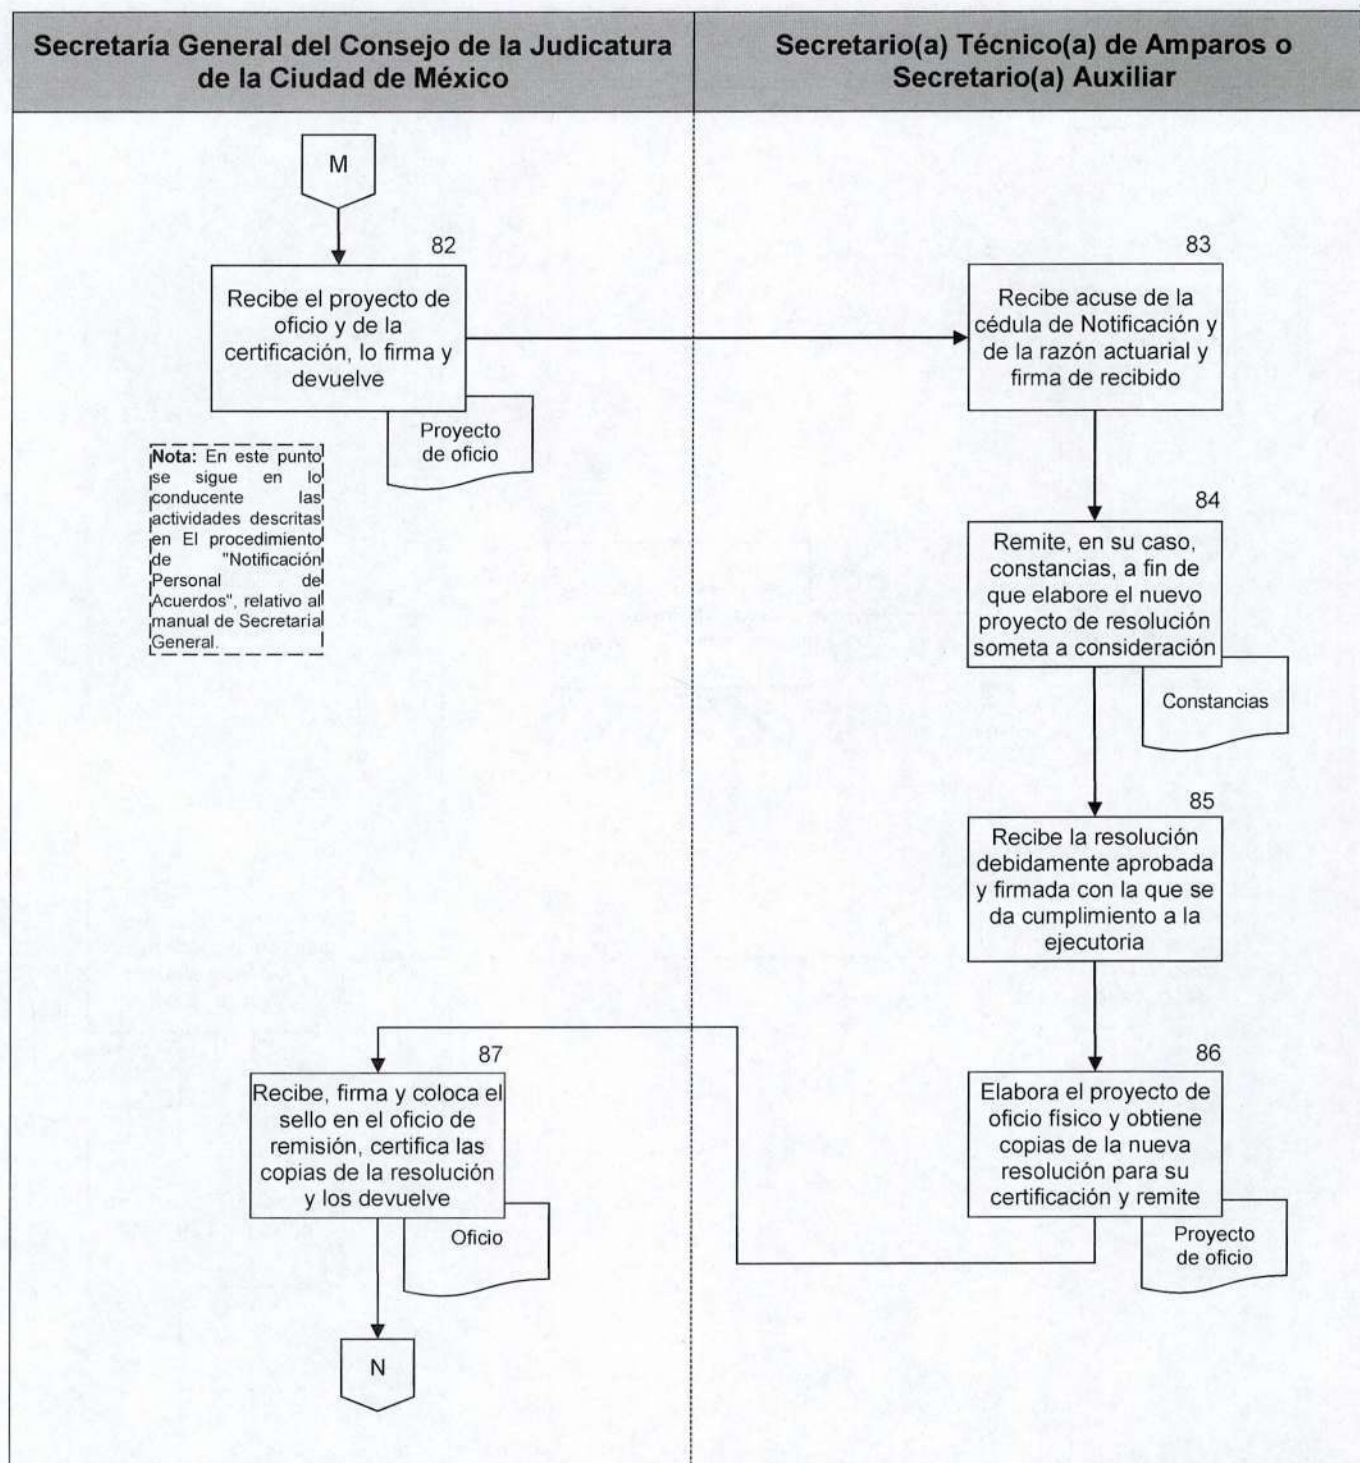 Secretaría General del Consejo de la Judicatura
de la Ciudad de México
Secretario(a) Técnico(a) de Amparos o
Secretario(a) Auxiliar
M
82
Recibe el proyecto de
oficio y de la
certificación, lo firma y
devuelve
Proyecto
de oficio
Nota: En este punto
se sigue en lo
conducente las
actividades descritas
en El procedimiento
de "Notificación
Personal de
Acuerdos", relativo al
manual de Secretaria
General.
83
Recibe acuse de la
cédula de Notificación y
de la razón actuarial y
firma de recibido
84
Remite, en su caso,
constancias, a fin de
que elabore el nuevo
proyecto de resolución
someta a consideración
Constancias
85
Recibe la resolución
debidamente aprobada
y firmada con la que se
da cumplimiento a la
ejecutoria
86
Elabora el proyecto de
oficio físico y obtiene
copias de la nueva
resolución para su
certificación y remite
Proyecto
de oficio
87
Recibe, firma y coloca el
sello en el oficio de
remisión, certifica las
copias de la resolución
y los devuelve
Oficio
N